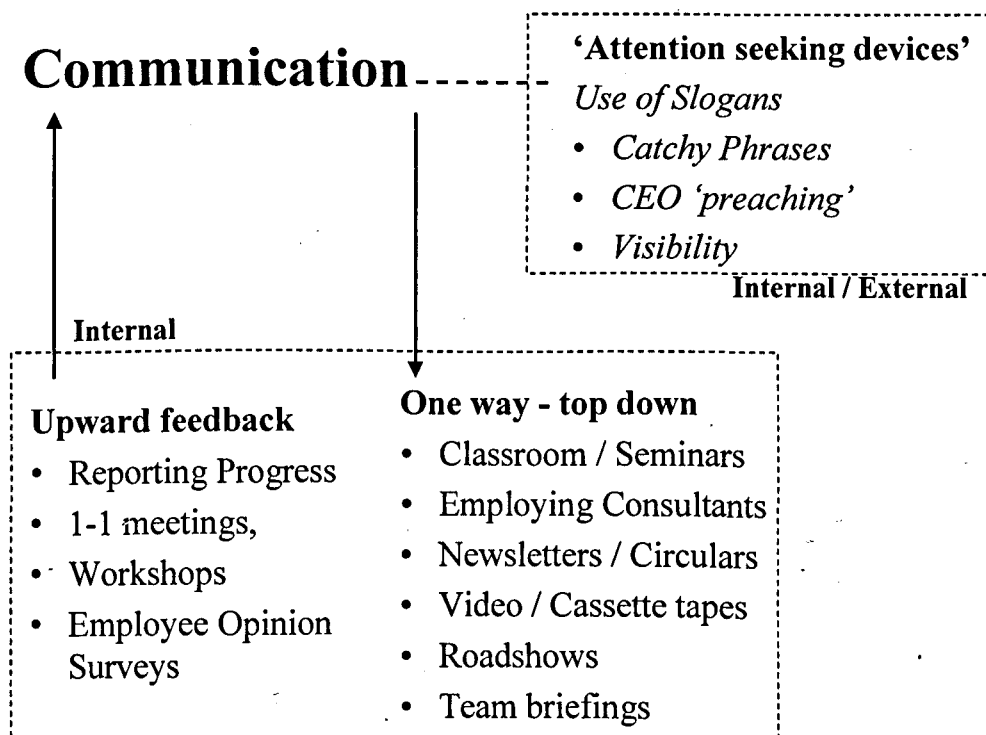 Communication
‘Attention seeking devices’
Use of Slogans
• Catchy Phrases
• CEO ‘preaching’
• Visibility
Internal / External
Internal
Upward feedback
• Reporting Progress
• 1-1 meetings,
• Workshops
• Employee Opinion
Surveys
One way - top down
• Classroom / Seminars
• Employing Consultants
• Newsletters / Circulars
• Video / Cassette tapes
• Roadshows
• Team briefings